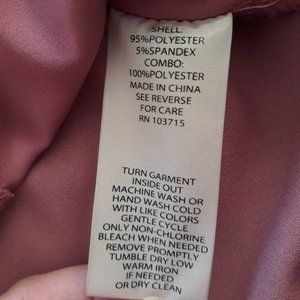 SHELL:
95%POLYESTER
5%SPANDEX
COMBO:
100%POLYESTER
MADE IN CHINA
SEE REVERSE
FOR CARE
RN 103715
TURN GARMENT
INSIDE OUT
MACHINE WASH OR
HAND WASH COLD
WITH LIKE COLORS
GENTLE CYCLE
ONLY NON-CHLORINE
BLEACH WHEN NEEDED
REMOVE PROMPTLY
TUMBLE DRY LOW
WARM IRON
IF NEEDED
OR DRY CLEAN